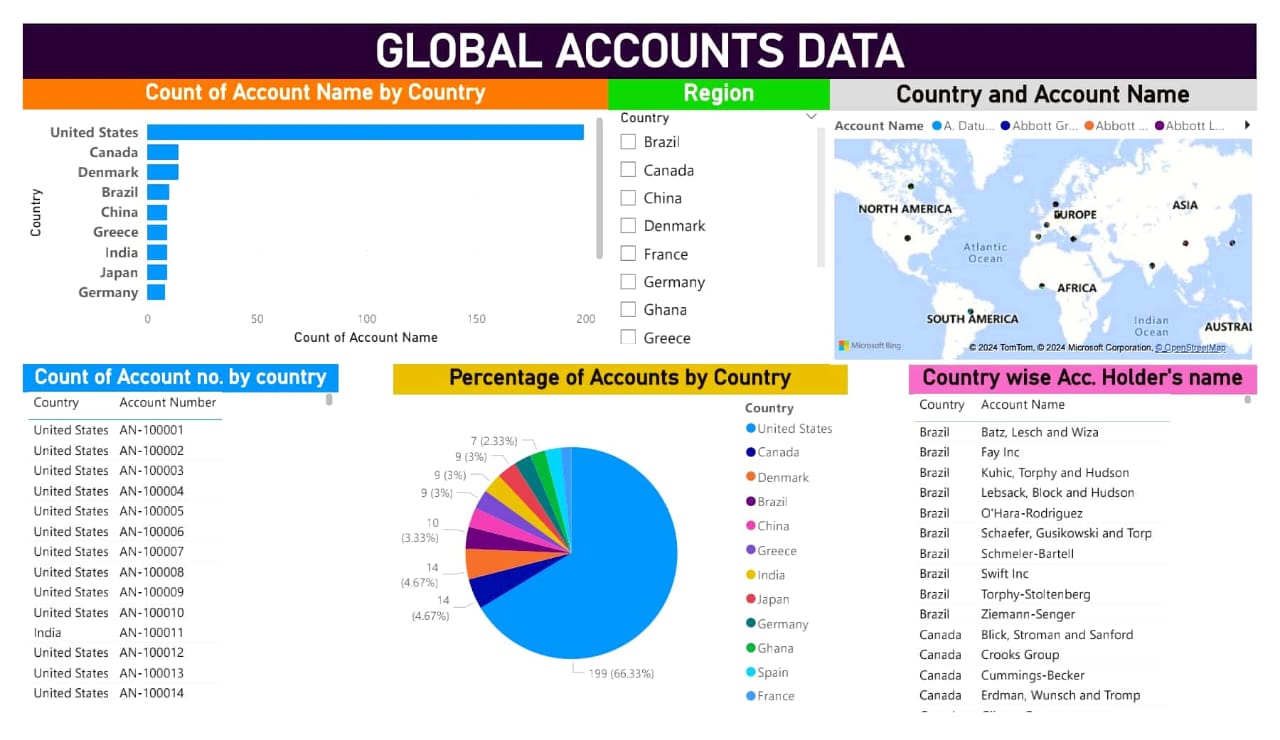 GLOBAL ACCOUNTS DATA
Count of Account Name by Country
Country
United States
Canada
Denmark
Brazil
China
Greece
India
Japan
Germany
0 50 100 150 200
Count of Account Name
Region
Country
Brazil
Canada
China
Denmark
France
Germany
Ghana
Greece
Country and Account Name
Account Name A. Datu... Abbott Gr... Abbott ... Abbott L...
NORTH AMERICA
EUROPE
ASIA
Atlantic
Ocean
AFRICA
SOUTH AMERICA
Indian
Ocean
AUSTRAL
Microsoft Bing
© 2024 TomTom, © 2024 Microsoft Corporation, © OpenStreetMap
Count of Account no. by country
Country Account Number
United States AN-100001
United States AN-100002
United States AN-100003
United States AN-100004
United States AN-100005
United States AN-100006
United States AN-100007
United States AN-100008
United States AN-100009
United States AN-100010
India AN-100011
United States AN-100012
United States AN-100013
United States AN-100014
Percentage of Accounts by Country
7 (2.33%)
9 (3%)
9 (3%)
9 (3%)
10
(3.33%)
14
(4.67%)
14
(4.67%)
199 (66.33%)
Country
United States
Canada
Denmark
Brazil
China
Greece
India
Japan
Germany
Ghana
Spain
France
Country wise Acc. Holder's name
Country Account Name
Brazil Batz, Lesch and Wiza
Brazil Fay Inc
Brazil Kuhic, Torphy and Hudson
Brazil Lebsack, Block and Hudson
Brazil O'Hara-Rodriguez
Brazil Schaefer, Gusikowski and Torp
Brazil Schmeler-Bartell
Brazil Swift Inc
Brazil Torphy-Stoltenberg
Brazil Ziemann-Senger
Canada Blick, Stroman and Sanford
Canada Crooks Group
Canada Cummings-Becker
Canada Erdman, Wunsch and Tromp